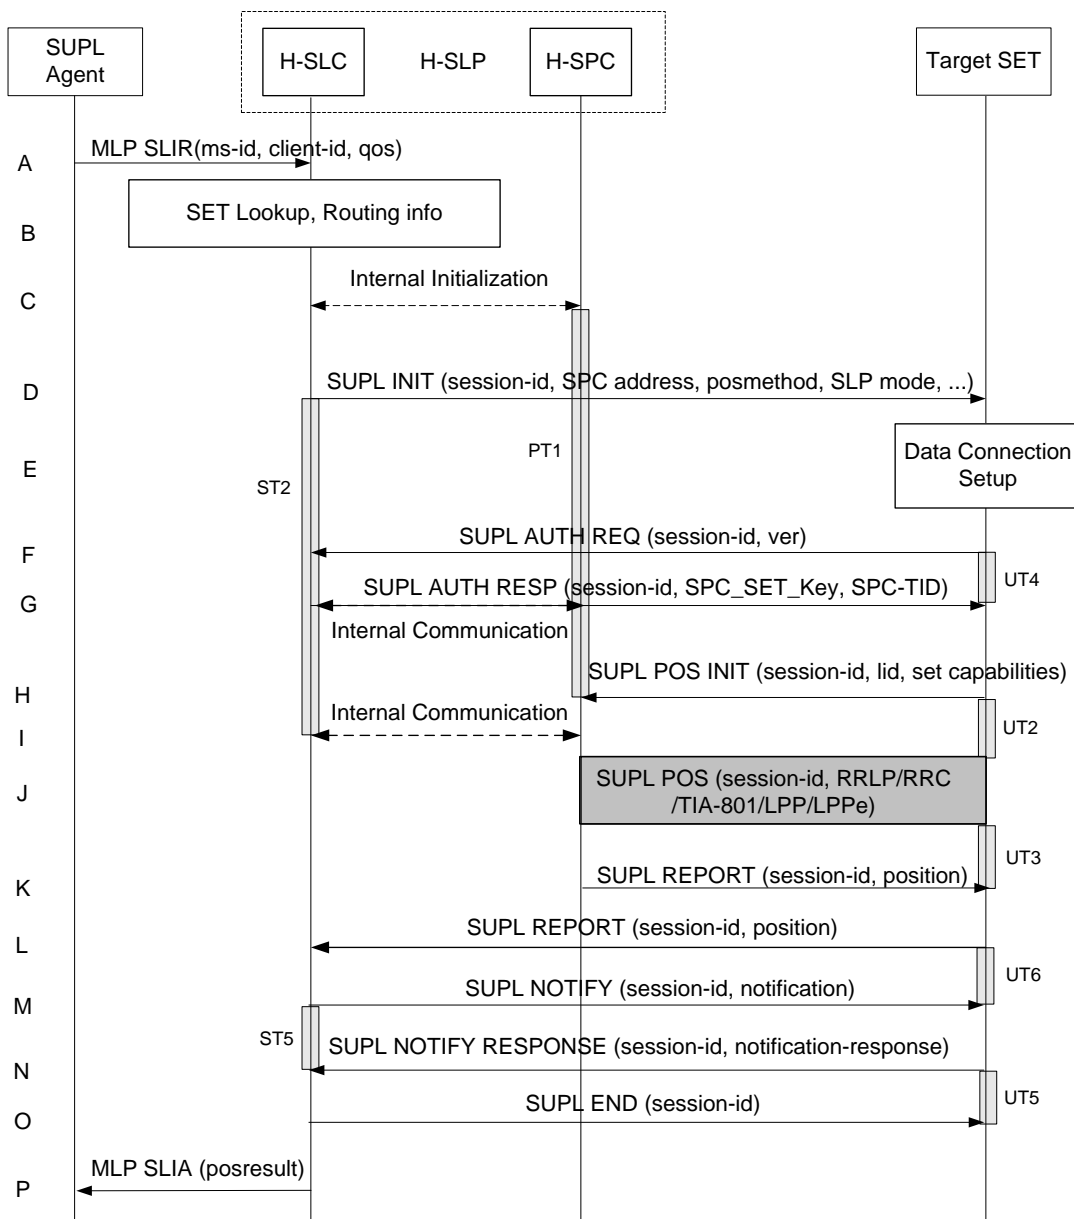 SUPL
Agent
H-SLC
H-SLP
H-SPC
Target SET
A
MLP SLIR(ms-id, client-id, qos)
B
SET Lookup, Routing info
C
Internal Initialization
D
SUPL INIT (session-id, SPC address, posmethod, SLP mode, ...)
E
ST2
PT1
Data Connection
Setup
F
SUPL AUTH REQ (session-id, ver)
UT4
G
SUPL AUTH RESP (session-id, SPC_SET_Key, SPC-TID)
Internal Communication
H
SUPL POS INIT (session-id, lid, set capabilities)
I
Internal Communication
UT2
J
SUPL POS (session-id, RRLP/RRC
/TIA-801/LPP/LPPe)
UT3
K
SUPL REPORT (session-id, position)
L
SUPL REPORT (session-id, position)
UT6
M
SUPL NOTIFY (session-id, notification)
ST5
N
SUPL NOTIFY RESPONSE (session-id, notification-response)
UT5
O
SUPL END (session-id)
P
MLP SLIA (posresult)